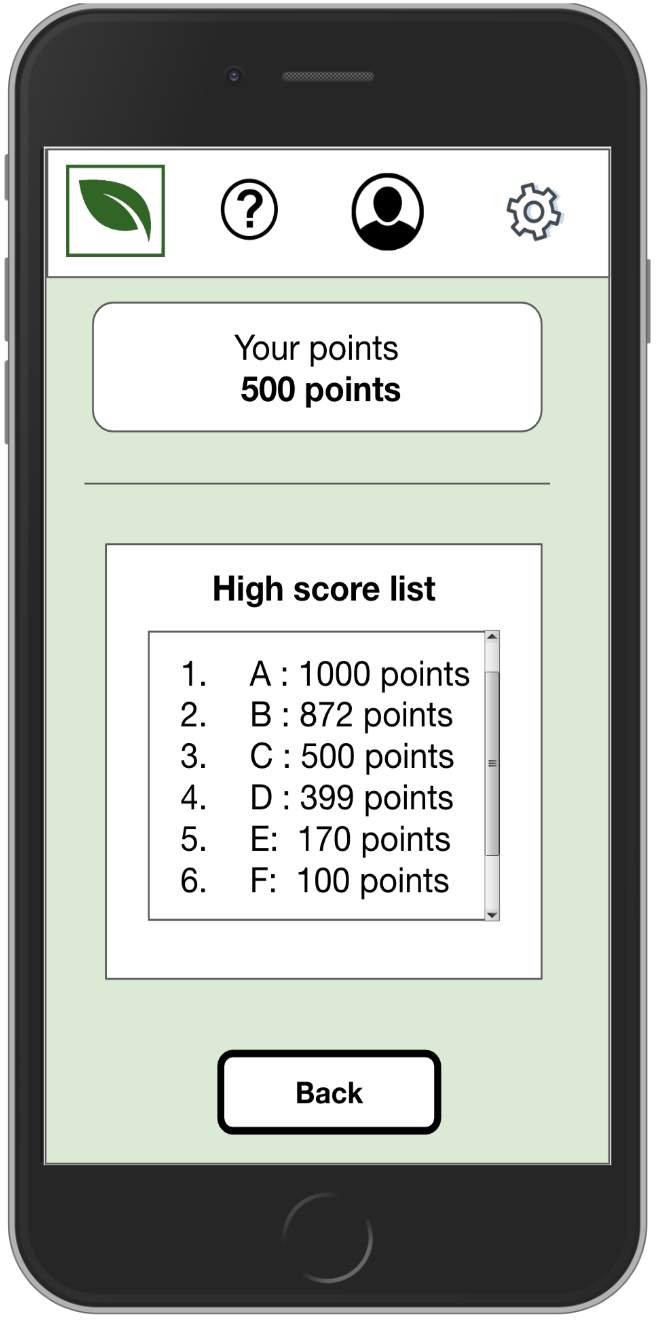 ?
Your points
500 points
High score list
1. A : 1000 points
2. B : 872 points
3. C : 500 points
4. D : 399 points
5. E: 170 points
6. F: 100 points
Back